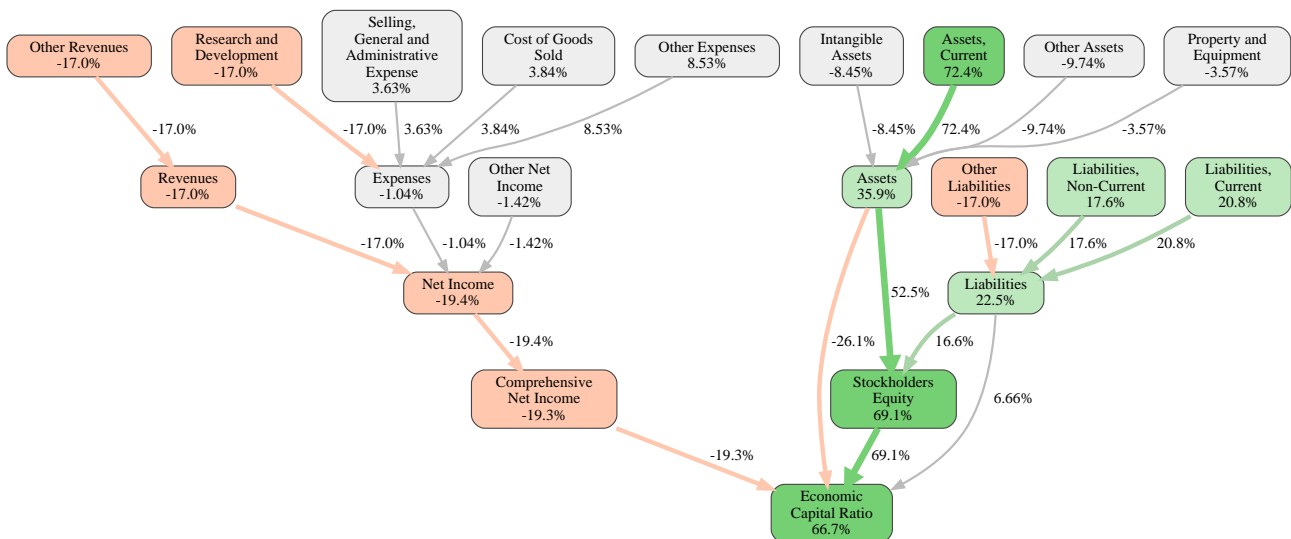 Other Revenues
-17.0%
Research and
Development
-17.0%
Selling,
General and
Administrative
Expense
3.63%
Cost of Goods
Sold
3.84%
Other Expenses
8.53%
Intangible
Assets
-8.45%
Assets,
Current
72.4%
Other Assets
-9.74%
Property and
Equipment
-3.57%
-17.0%
-17.0%
3.63%
3.84%
8.53%
-8.45%
72.4%
-9.74%
-3.57%
Revenues
-17.0%
Expenses
-1.04%
Other Net
Income
-1.42%
Assets
35.9%
Other
Liabilities
-17.0%
Liabilities,
Non-Current
17.6%
Liabilities,
Current
20.8%
-17.0%
-1.04%
-1.42%
-17.0%
17.6%
20.8%
Net Income
-19.4%
52.5%
Liabilities
22.5%
-19.4%
-26.1%
16.6%
Comprehensive
Net Income
-19.3%
Stockholders
Equity
69.1%
6.66%
-19.3%
69.1%
Economic
Capital Ratio
66.7%